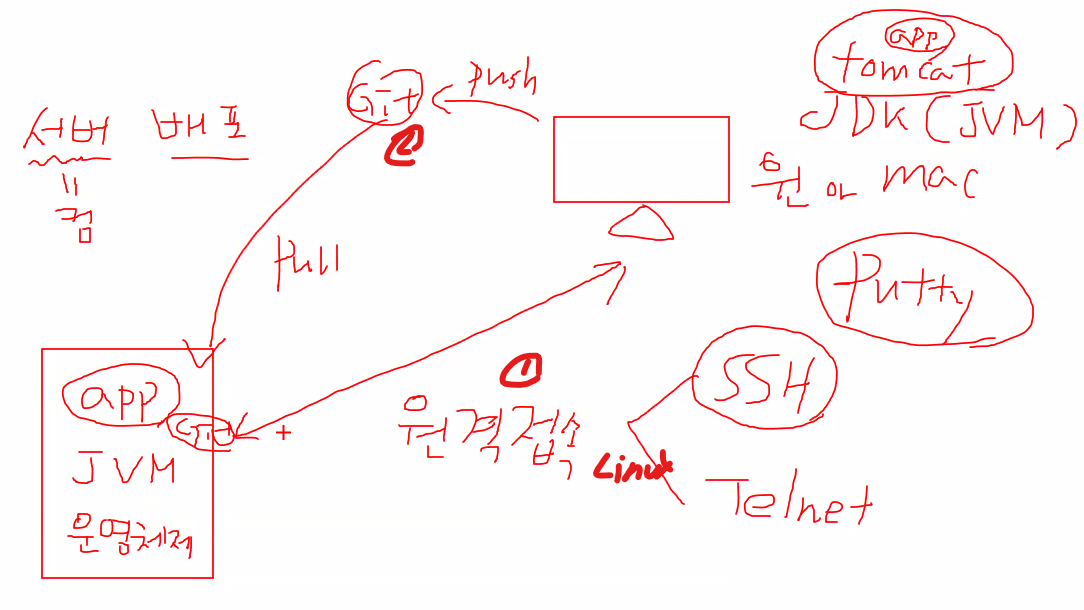 app
tomcat
JDK (JVM)
Git
push
②
서버 배포
"
컴
윈 or mac
pull
putty
①
SSH
app
Git
+
원격접속
Linux
JVM
Telnet
운영체제